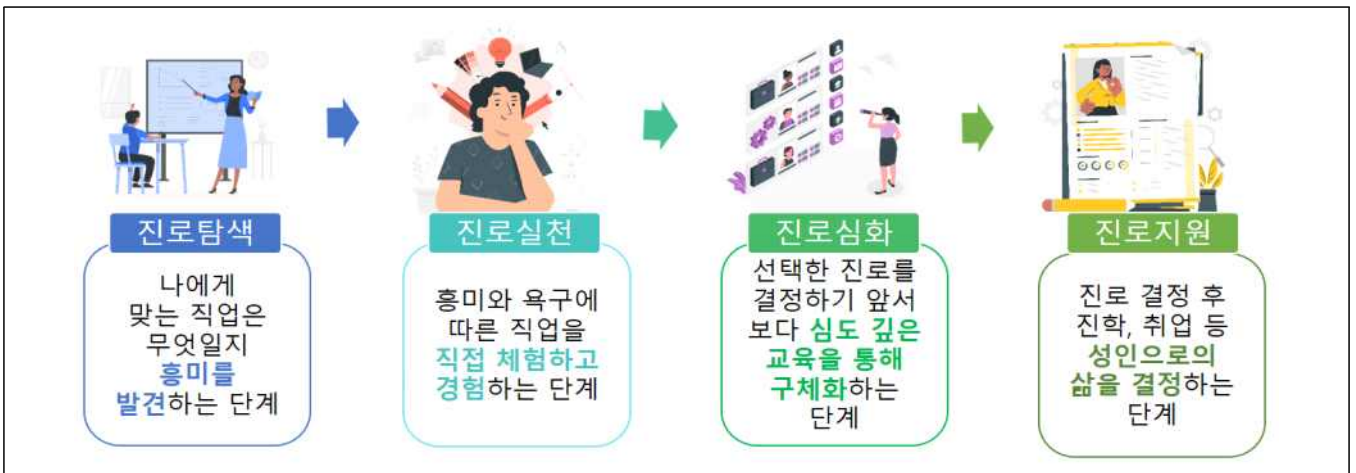 진로탐색
나에게
맞는 직업은
무엇일지
흥미를
발견하는 단계
진로실천
흥미와 욕구에
따른 직업을
직접 체험하고
경험하는 단계
진로심화
선택한 진로를
결정하기 앞서
보다 심도 깊은
교육을 통해
구체화하는
단계
진로지원
진로 결정 후
진학, 취업 등
성인으로의
삶을 결정하는
단계